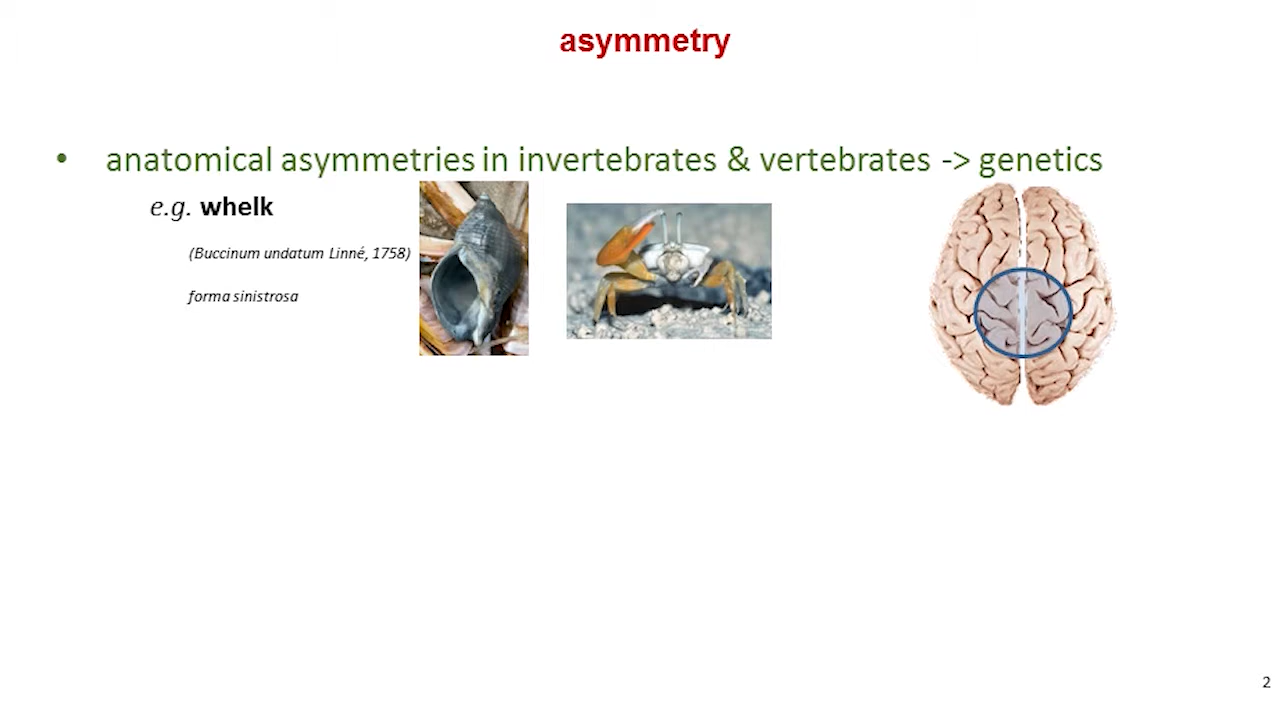 asymmetry
• anatomical asymmetries in invertebrates & vertebrates -> genetics
e.g. whelk
(Buccinum undatum Linné, 1758)
forma sinistrosa
2